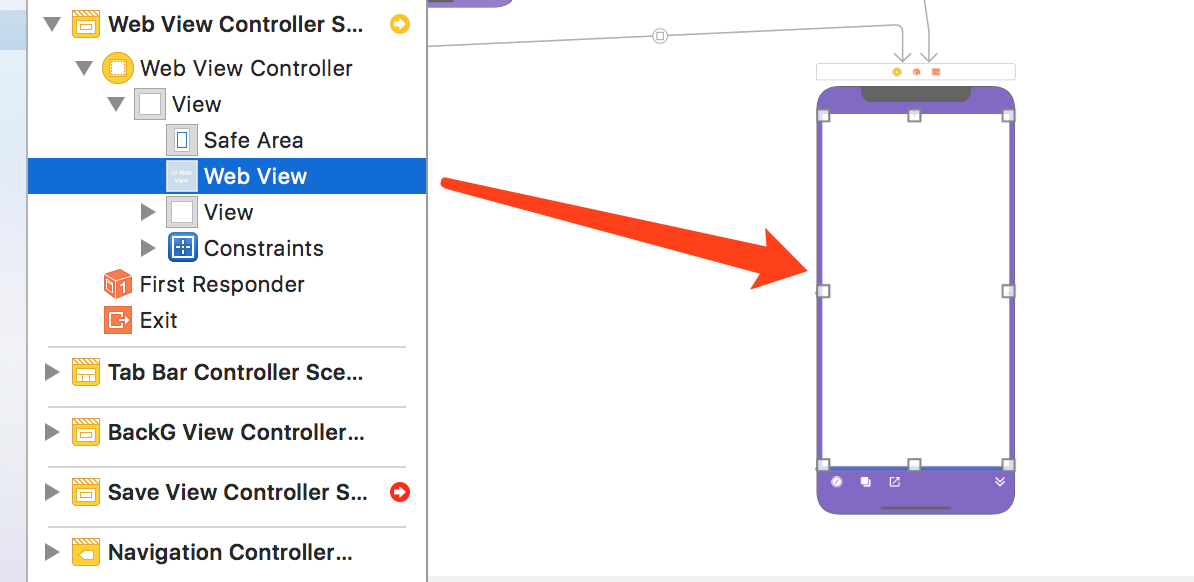 Web View Controller S...
Web View Controller
View
Safe Area
UI Web
View
Web View
View
Constraints
1
First Responder
Exit
Tab Bar Controller Sce...
BackG View Controller...
Save View Controller S...
Navigation Controller...